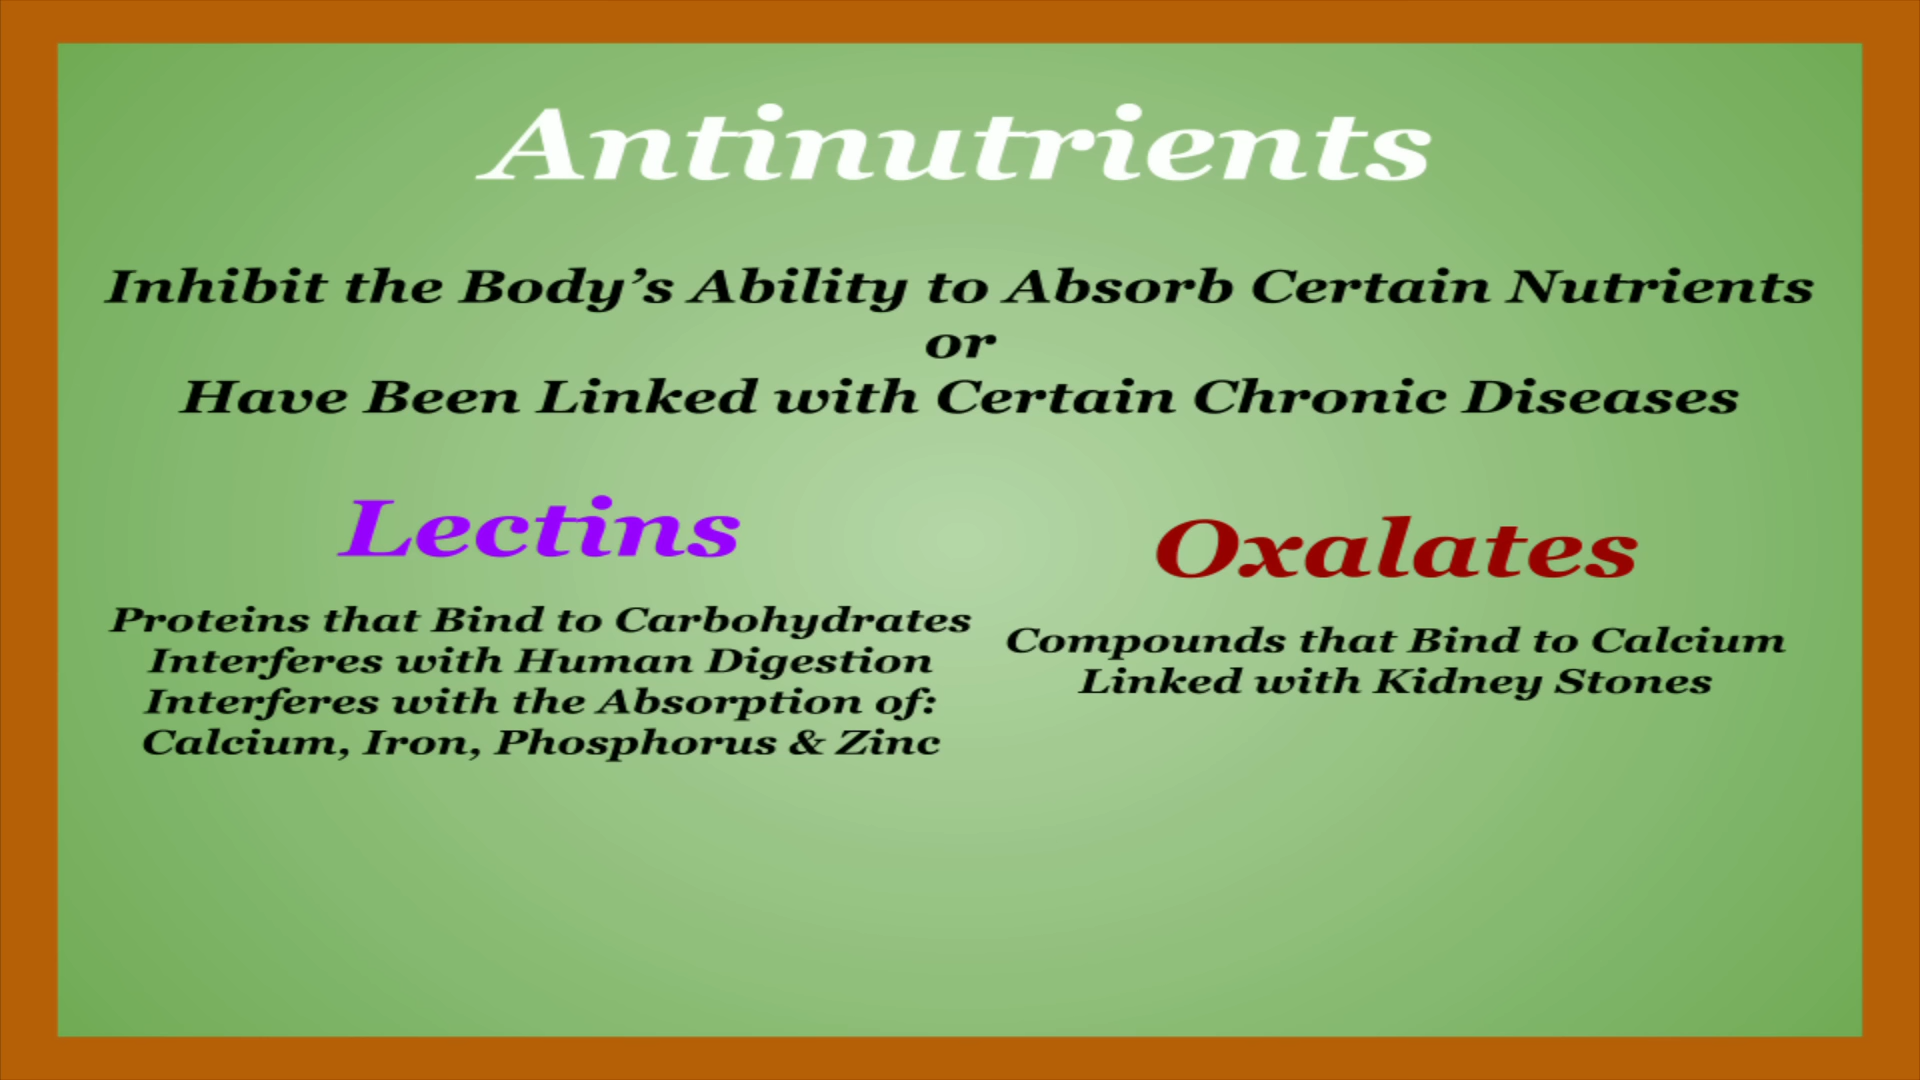 Antinutrients
Inhibit the Body’s Ability to Absorb Certain Nutrients
or
Have Been Linked with Certain Chronic Diseases
Lectins
Proteins that Bind to Carbohydrates
Interferes with Human Digestion
Interferes with the Absorption of:
Calcium, Iron, Phosphorus & Zinc
Oxalates
Compounds that Bind to Calcium
Linked with Kidney Stones